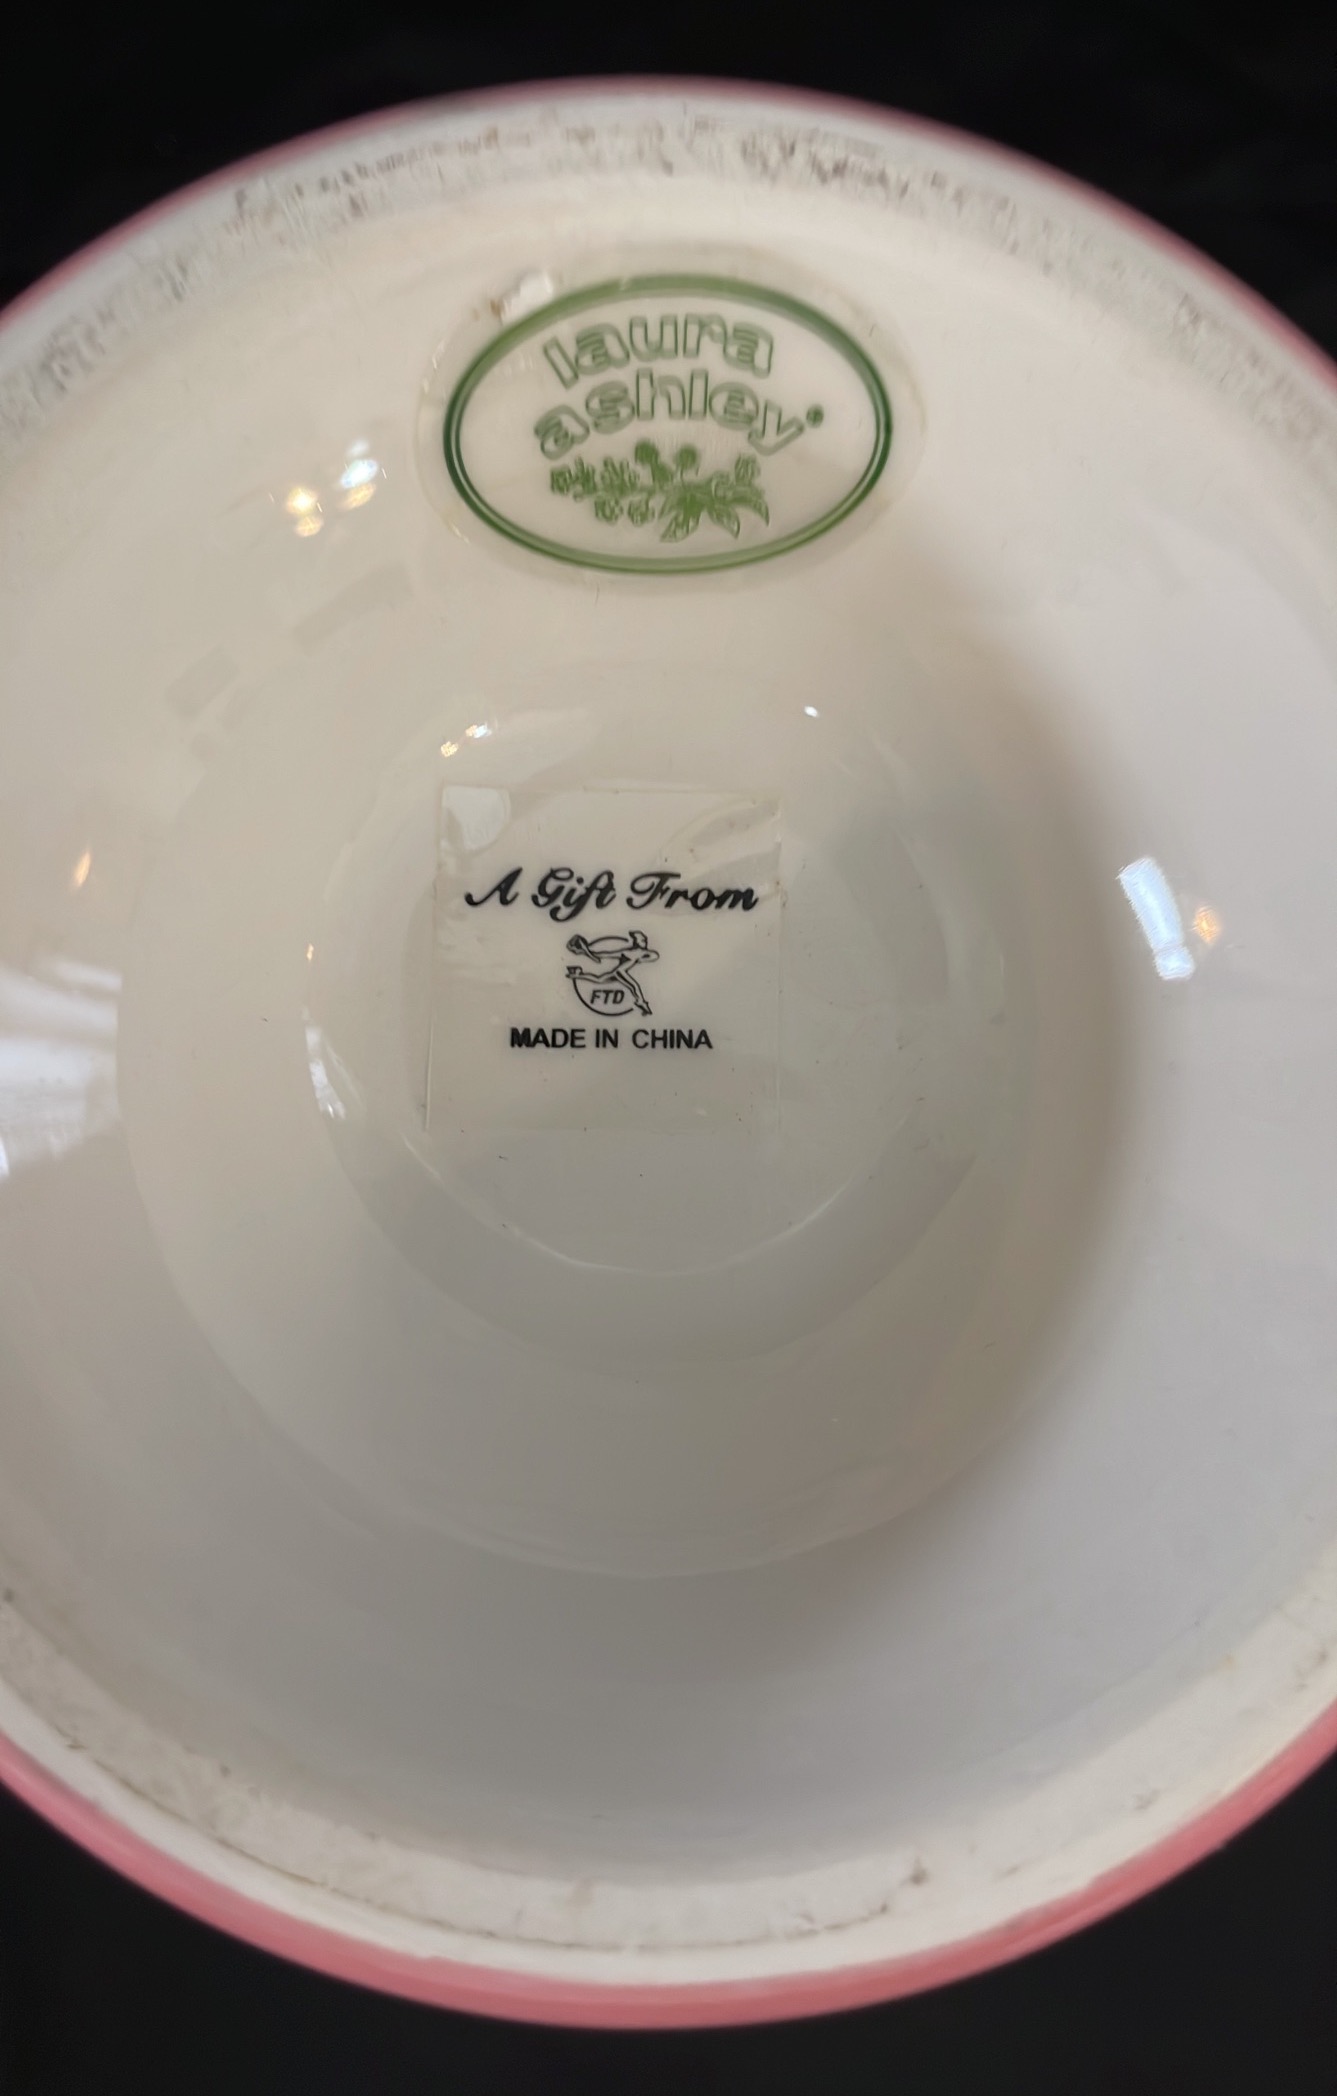 laura
ashley®
A Gift From
FTD
MADE IN CHINA